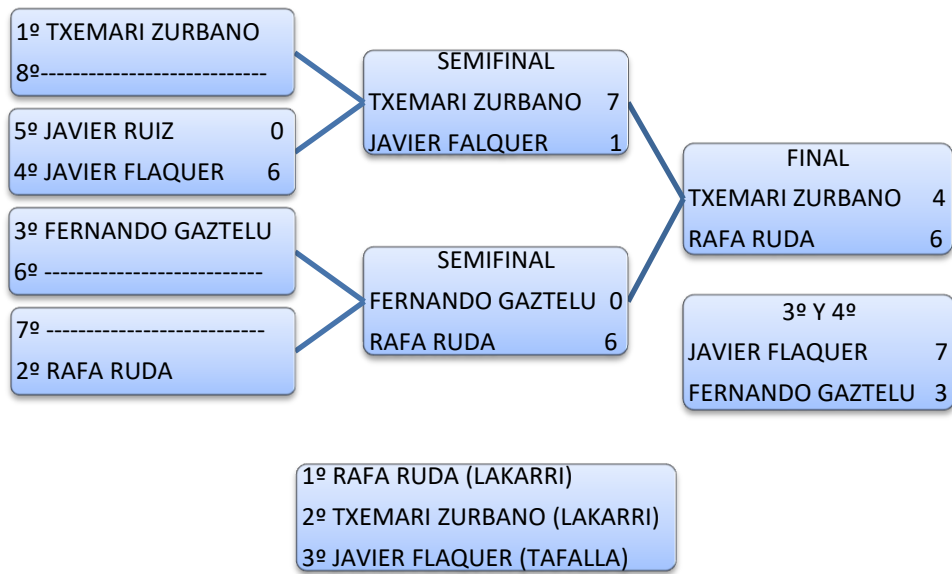 1º TXEMARI ZURBANO
8º----------------------------
5º JAVIER RUIZ 0
4º JAVIER FLAQUER 6
3º FERNANDO GAZTELU
6º ---------------------------
7º ---------------------------
2º RAFA RUDA
SEMIFINAL
TXEMARI ZURBANO 7
JAVIER FALQUER 1
SEMIFINAL
FERNANDO GAZTELU 0
RAFA RUDA 6
FINAL
TXEMARI ZURBANO 4
RAFA RUDA 6
3º Y 4º
JAVIER FLAQUER 7
FERNANDO GAZTELU 3
1º RAFA RUDA (LAKARRI)
2º TXEMARI ZURBANO (LAKARRI)
3º JAVIER FLAQUER (TAFALLA)